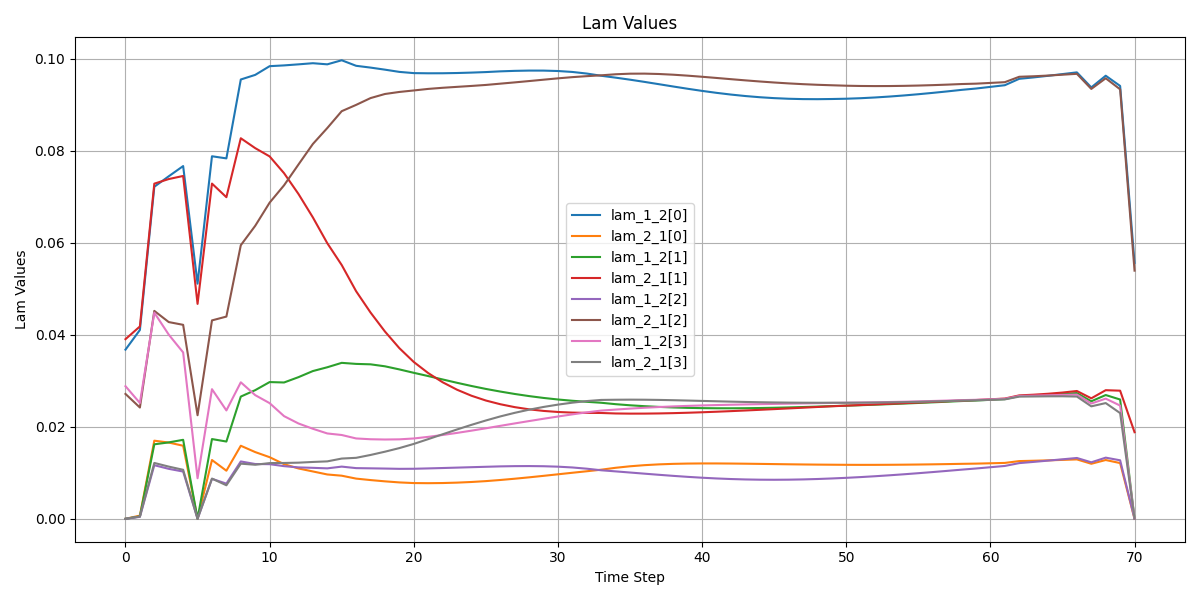 Lam Values
0.10
0.08
0.06
0.04
0.02
0.00
Lam Values
lam_1_2[0]
lam_2_1[0]
lam_1_2[1]
lam_2_1[1]
lam_1_2[2]
lam_2_1[2]
lam_1_2[3]
lam_2_1[3]
0 10 20 30 40 50 60 70
Time Step